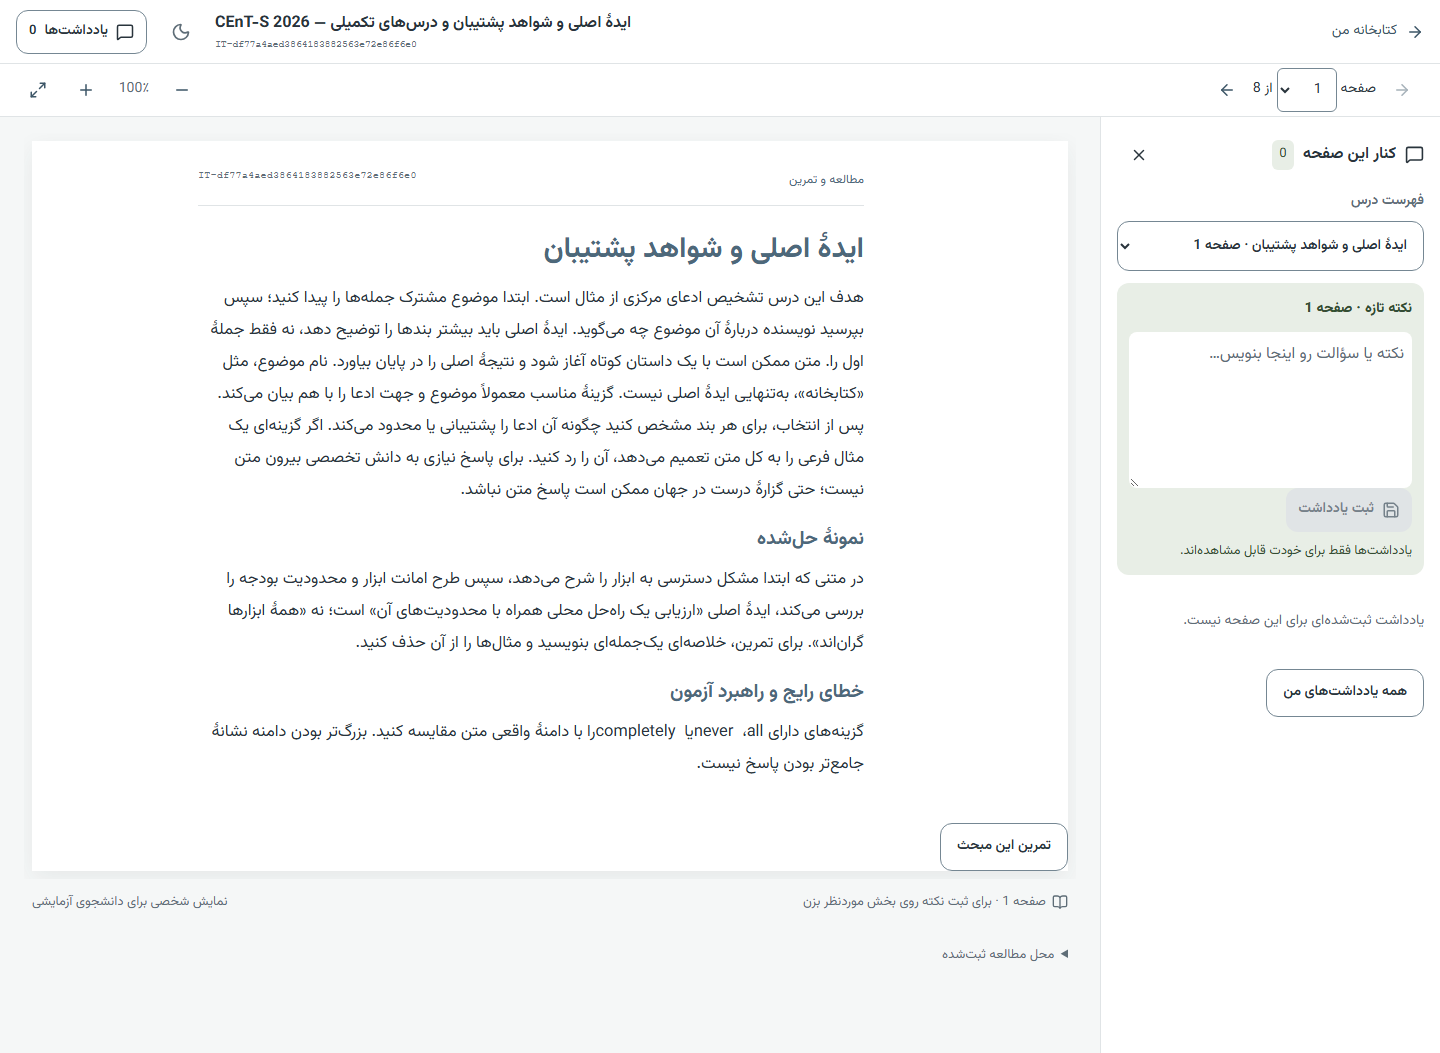 کتابخانه من
ایدهٔ اصلی و شواهد پشتیبان و درس‌های تکمیلی — CEnT-S 2026
IT-df77a4aed3864183882563e72e86f6e0
یادداشت‌ها 0
صفحه 1 از 8
100٪
کنار این صفحه 0
فهرست درس
ایدهٔ اصلی و شواهد پشتیبان · صفحه 1
نکته تازه · صفحه 1
نکته یا سؤالت رو اینجا بنویس...
ثبت یادداشت
یادداشت‌ها فقط برای خودت قابل مشاهده‌اند.
یادداشت ثبت‌شده‌ای برای این صفحه نیست.
همه یادداشت‌های من
مطالعه و تمرین
IT-df77a4aed3864183882563e72e86f6e0
ایدهٔ اصلی و شواهد پشتیبان
هدف این درس تشخیص ادعای مرکزی از مثال است. ابتدا موضوع مشترک جمله‌ها را پیدا کنید؛ سپس
بپرسید نویسنده دربارهٔ آن موضوع چه می‌گوید. ایدهٔ اصلی باید بیشتر بندها را توضیح دهد، نه فقط جملهٔ
اول را. متن ممکن است با یک داستان کوتاه آغاز شود و نتیجهٔ اصلی را در پایان بیاورد. نام موضوع، مثل
«کتابخانه»، به‌تنهایی ایدهٔ اصلی نیست. گزینهٔ مناسب معمولاً موضوع و جهت ادعا را با هم بیان می‌کند.
پس از انتخاب، برای هر بند مشخص کنید چگونه آن ادعا را پشتیبانی یا محدود می‌کند. اگر گزینه‌ای یک
مثال فرعی را به کل متن تعمیم می‌دهد، آن را رد کنید. برای پاسخ نیازی به دانش تخصصی بیرون متن
نیست؛ حتی گزارهٔ درست در جهان ممکن است پاسخ متن نباشد.
نمونهٔ حل‌شده
در متنی که ابتدا مشکل دسترسی به ابزار را شرح می‌دهد، سپس طرح امانت ابزار و محدودیت بودجه را
بررسی می‌کند، ایدهٔ اصلی «ارزیابی یک راه‌حل محلی همراه با محدودیت‌های آن» است؛ نه «همهٔ ابزارها
گران‌اند». برای تمرین، خلاصه‌ای یک‌جمله‌ای بنویسید و مثال‌ها را از آن حذف کنید.
خطای رایج و راهبرد آزمون
گزینه‌های دارای all، neverیا completelyرا با دامنهٔ واقعی متن مقایسه کنید. بزرگ‌تر بودن دامنه نشانهٔ
جامع‌تر بودن پاسخ نیست.
تمرین این مبحث
صفحه 1 · برای ثبت نکته روی بخش موردنظر بزن
نمایش شخصی برای دانشجوی آزمایشی
محل مطالعه ثبت‌شده